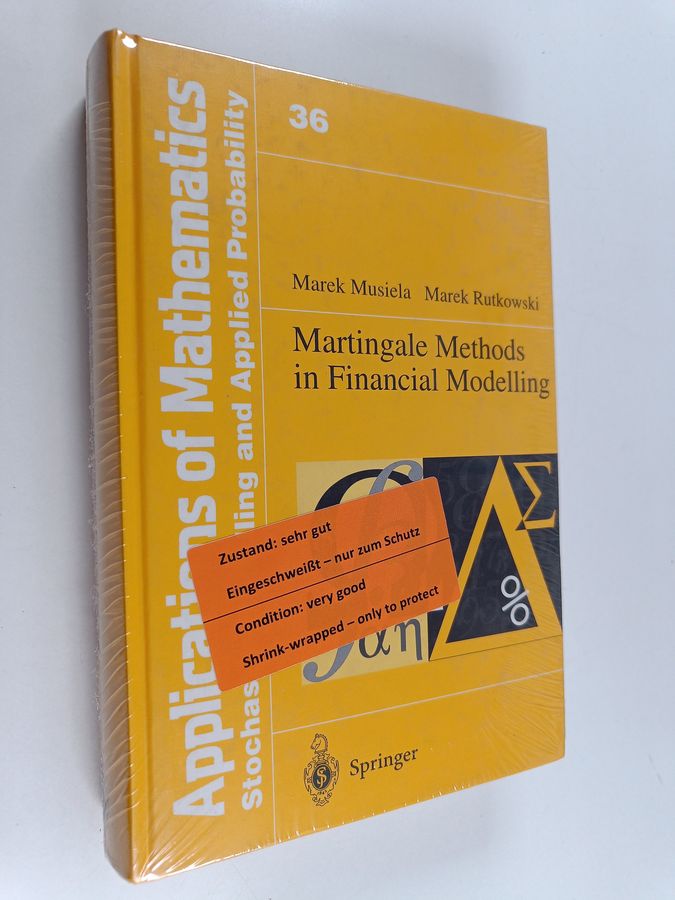 Applications of Mathematics
Stochas
ling and Applied Probability
36
Marek Musiela Marek Rutkowski
Martingale Methods
in Financial Modelling
Σ
%
αη
Zustand: sehr gut
Eingeschweißt – nur zum Schutz
Condition: very good
Shrink-wrapped – only to protect
Springer